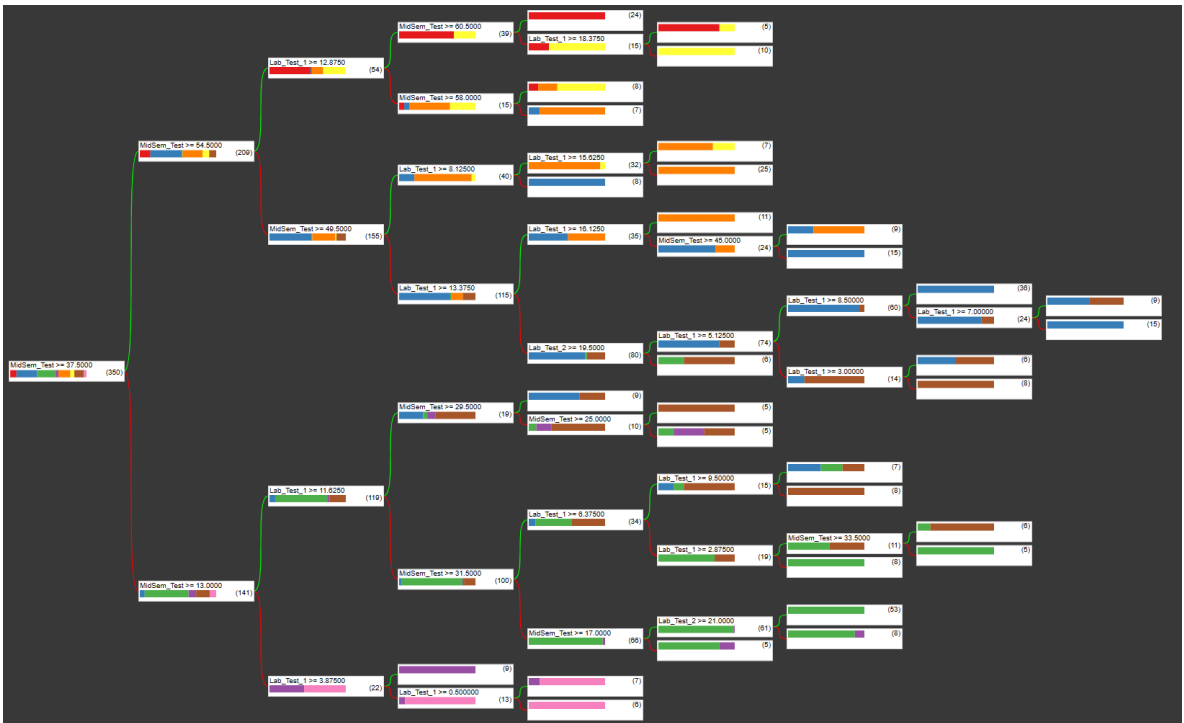 (24)
MidSem_Test >= 60.5000
(39)
(5)
Lab_Test_1 >= 18.3750
(15)
(10)
Lab_Test_1 >= 12.8750
(54)
(8)
MidSem_Test >= 58.0000
(15)
(7)
MidSem_Test >= 54.5000
(209)
(7)
Lab_Test_1 >= 15.6250
(32)
(25)
Lab_Test_1 >= 8.12500
(40)
(8)
MidSem_Test >= 49.5000
(155)
(11)
Lab_Test_1 >= 16.1250
(35)
(9)
MidSem_Test >= 45.0000
(24)
(15)
Lab_Test_1 >= 13.3750
(115)
(36)
Lab_Test_1 >= 8.50000
(60)
(9)
Lab_Test_1 >= 7.00000
(24)
(15)
Lab_Test_1 >= 5.12500
(74)
Lab_Test_2 >= 19.5000
(80)
(6)
(6)
Lab_Test_1 >= 3.00000
(14)
(8)
MidSem_Test >= 37.5000
(350)
(9)
MidSem_Test >= 29.5000
(19)
(5)
MidSem_Test >= 25.0000
(10)
(5)
(7)
Lab_Test_1 >= 9.50000
(15)
(8)
Lab_Test_1 >= 11.6250
(119)
Lab_Test_1 >= 6.37500
(34)
(6)
MidSem_Test >= 33.5000
(11)
(5)
Lab_Test_1 >= 2.87500
(19)
(8)
MidSem_Test >= 31.5000
(100)
MidSem_Test >= 13.0000
(141)
(53)
Lab_Test_2 >= 21.0000
(61)
(8)
MidSem_Test >= 17.0000
(66)
(5)
(9)
Lab_Test_1 >= 3.87500
(22)
(7)
Lab_Test_1 >= 0.500000
(13)
(6)